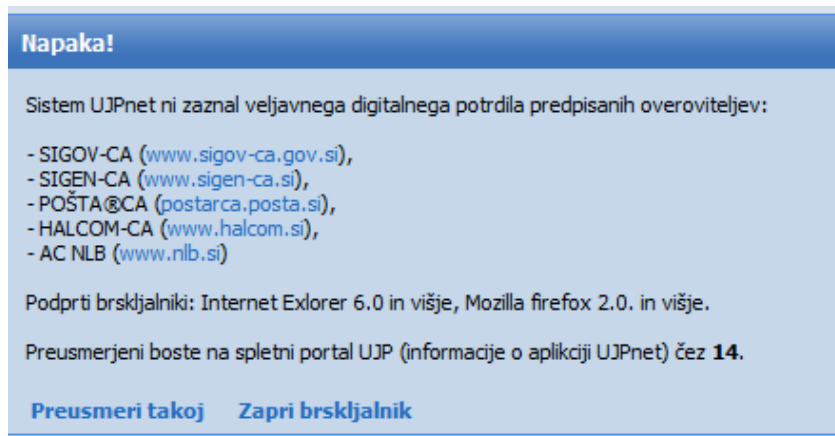 Napaka!
Sistem UJPnet ni zaznal veljavnega digitalnega potrdila predpisanih overoviteljev:
- SIGOV-CA (www.sigov-ca.gov.si),
- SIGEN-CA (www.sigen-ca.si),
- POŠTA®CA (postarca.posta.si),
- HALCOM-CA (www.halcom.si),
- AC NLB (www.nlb.si)
Podprti brskljalniki: Internet Exlorer 6.0 in višje, Mozilla firefox 2.0. in višje.
Preusmerjeni boste na spletni portal UJP (informacije o aplikciji UJPnet) čez 14.
Preusmeri takoj Zapri brskljalnik